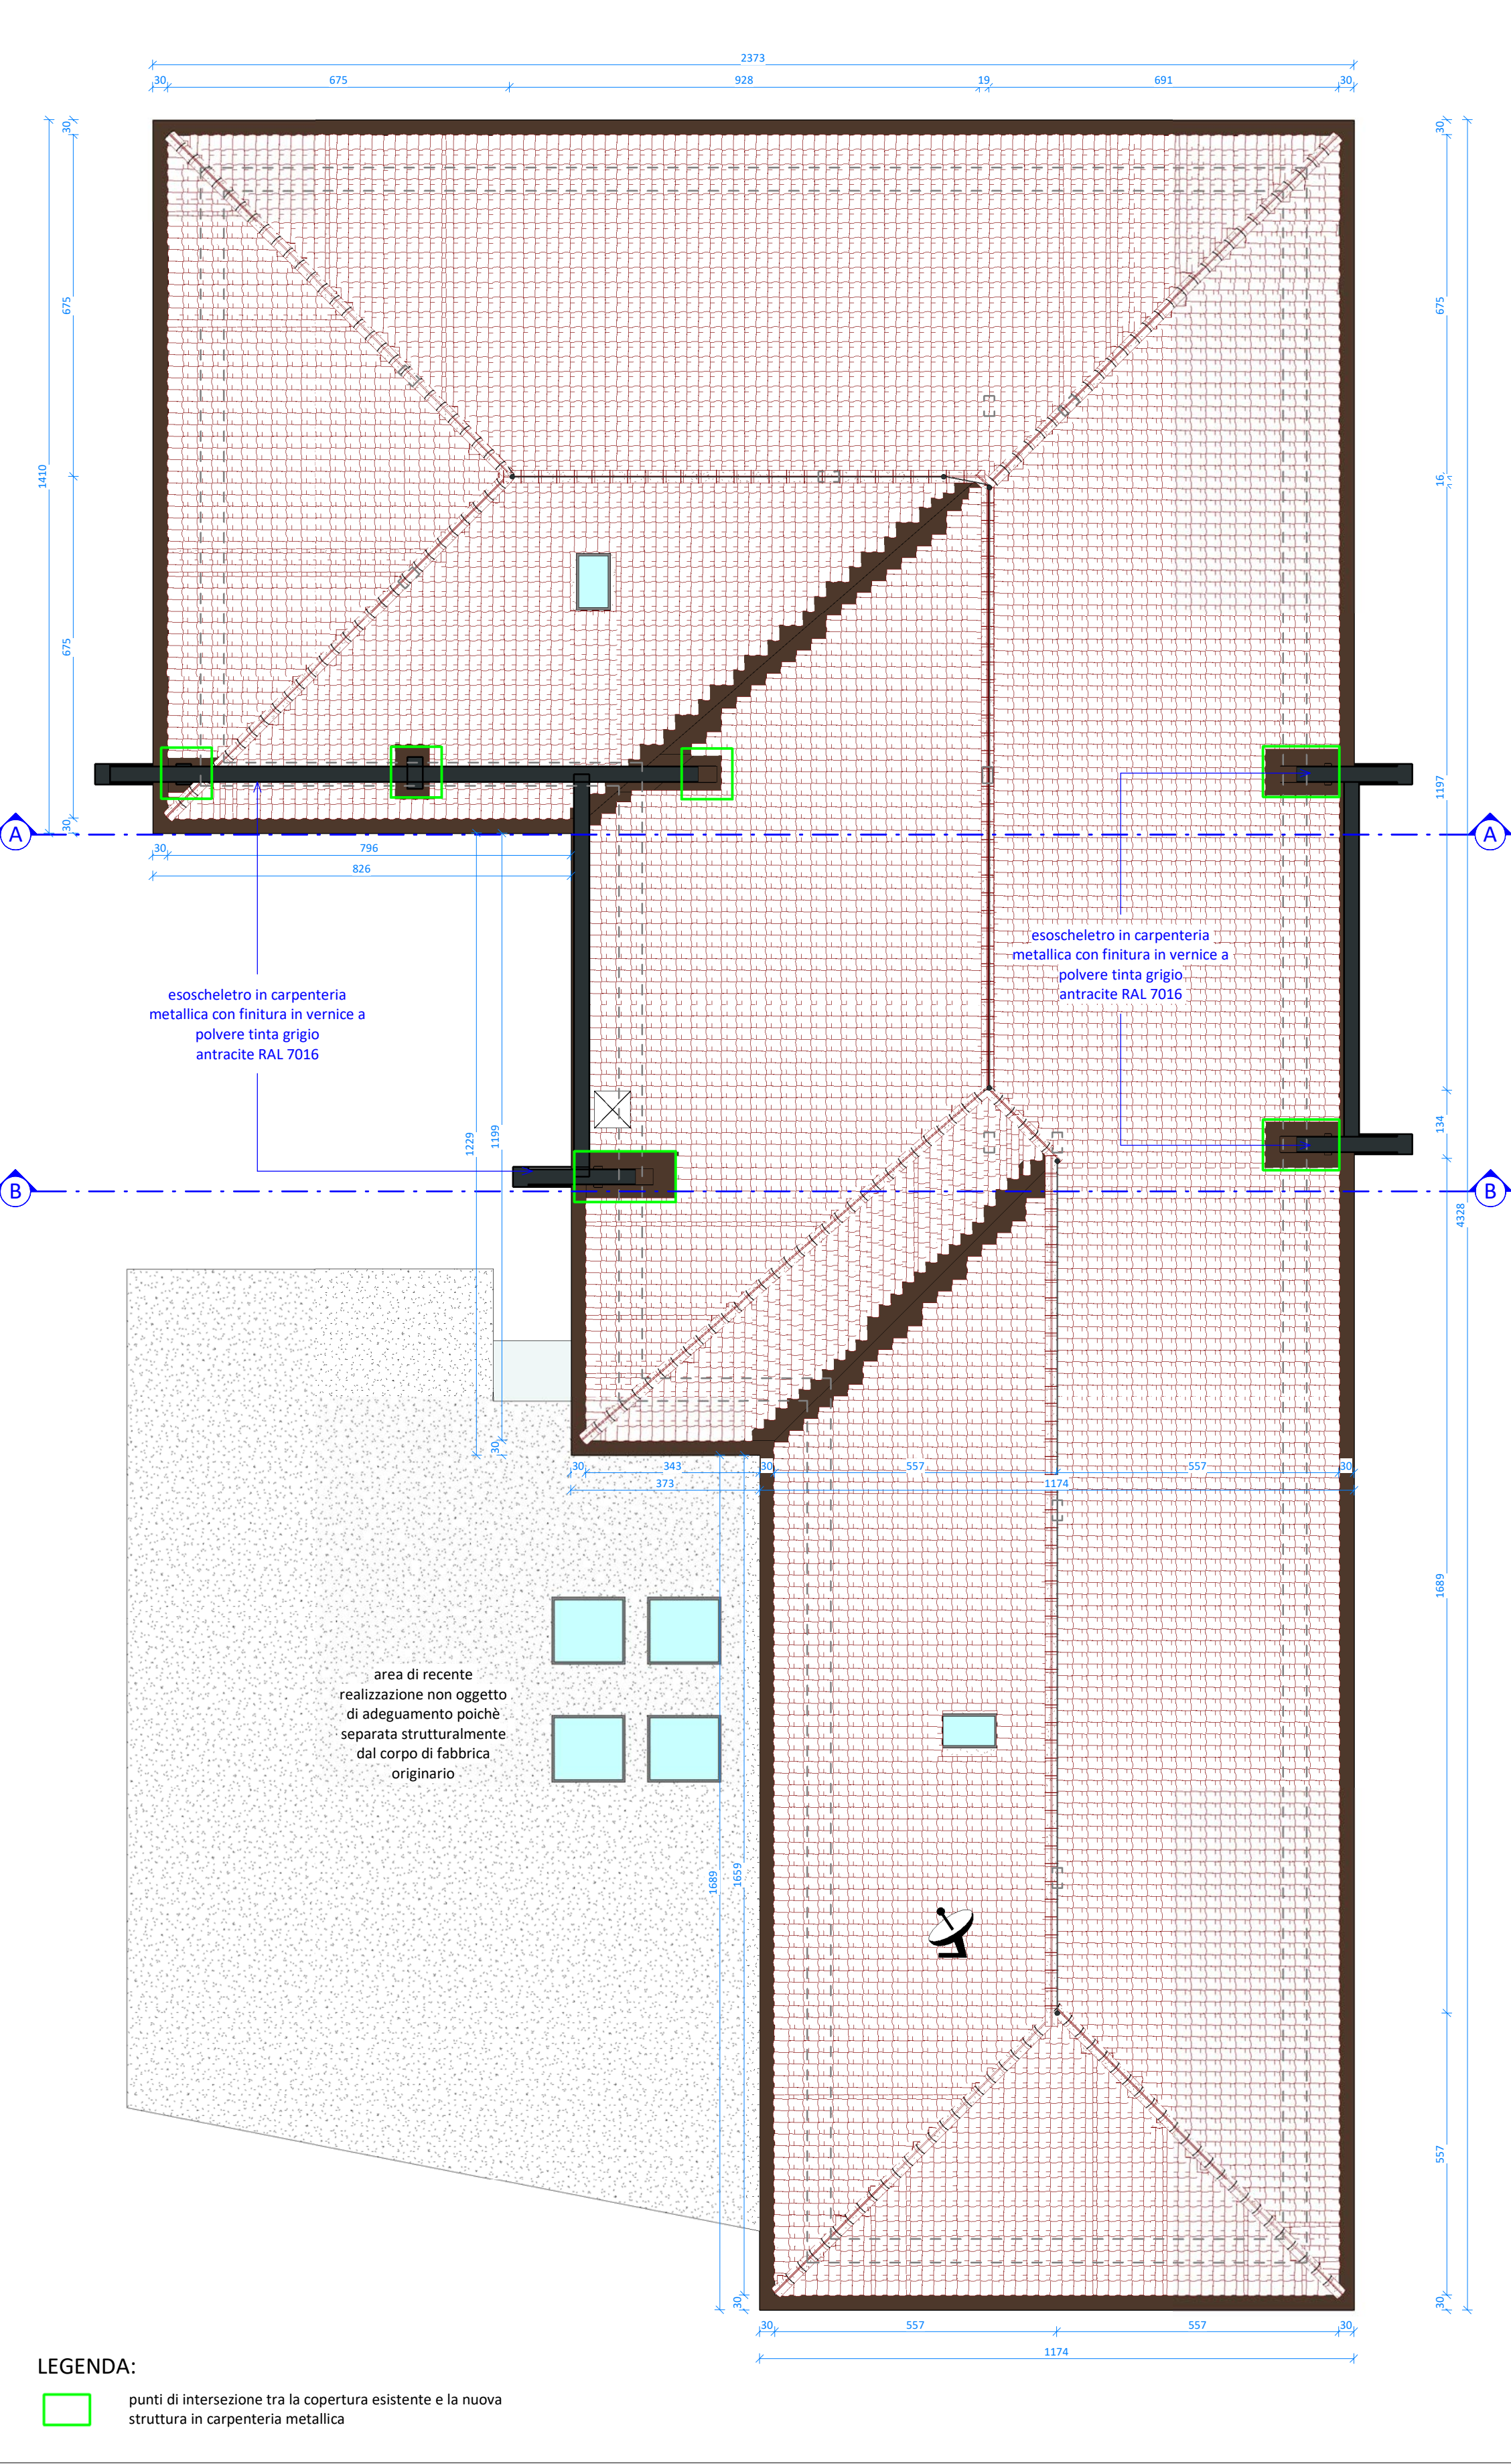 2373
30 675 928 19 691 30
30
675
1410
675
30
30
675
16
1197
134
4328
1689
557
30
A
A
30 796
826
esoscheletro in carpenteria
metallica con finitura in vernice a
polvere tinta grigio
antracite RAL 7016
esoscheletro in carpenteria
metallica con finitura in vernice a
polvere tinta grigio
antracite RAL 7016
1229
1199
30
B
B
30 343 30 557 557 30
373 1174
area di recente
realizzazione non oggetto
di adeguamento poichè
separata strutturalmente
dal corpo di fabbrica
originario
1689
1659
30
30 557 557 30
1174
LEGENDA:
punti di intersezione tra la copertura esistente e la nuova
struttura in carpenteria metallica